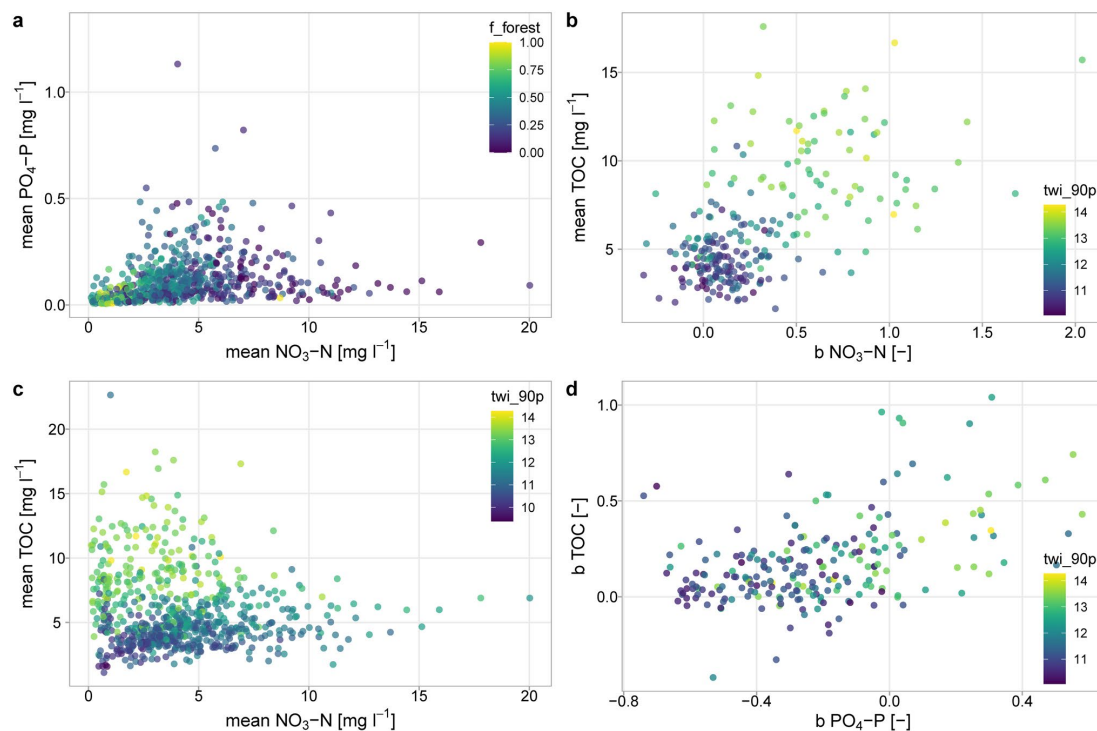 a
f_forest
1.00
0.75
0.50
0.25
0.00
1.0
0.5
0.0
mean PO₄−P [mg l⁻¹]
0 5 10 15 20
mean NO₃−N [mg l⁻¹]
b
15
10
5
mean TOC [mg l⁻¹]
twi_90p
14
13
12
11
0.0 0.5 1.0 1.5 2.0
b NO₃−N [−]
c
twi_90p
14
13
12
11
10
20
15
10
5
mean TOC [mg l⁻¹]
0 5 10 15 20
mean NO₃−N [mg l⁻¹]
d
1.0
0.5
0.0
b TOC [−]
twi_90p
14
13
12
11
−0.8 −0.4 0.0 0.4
b PO₄−P [−]